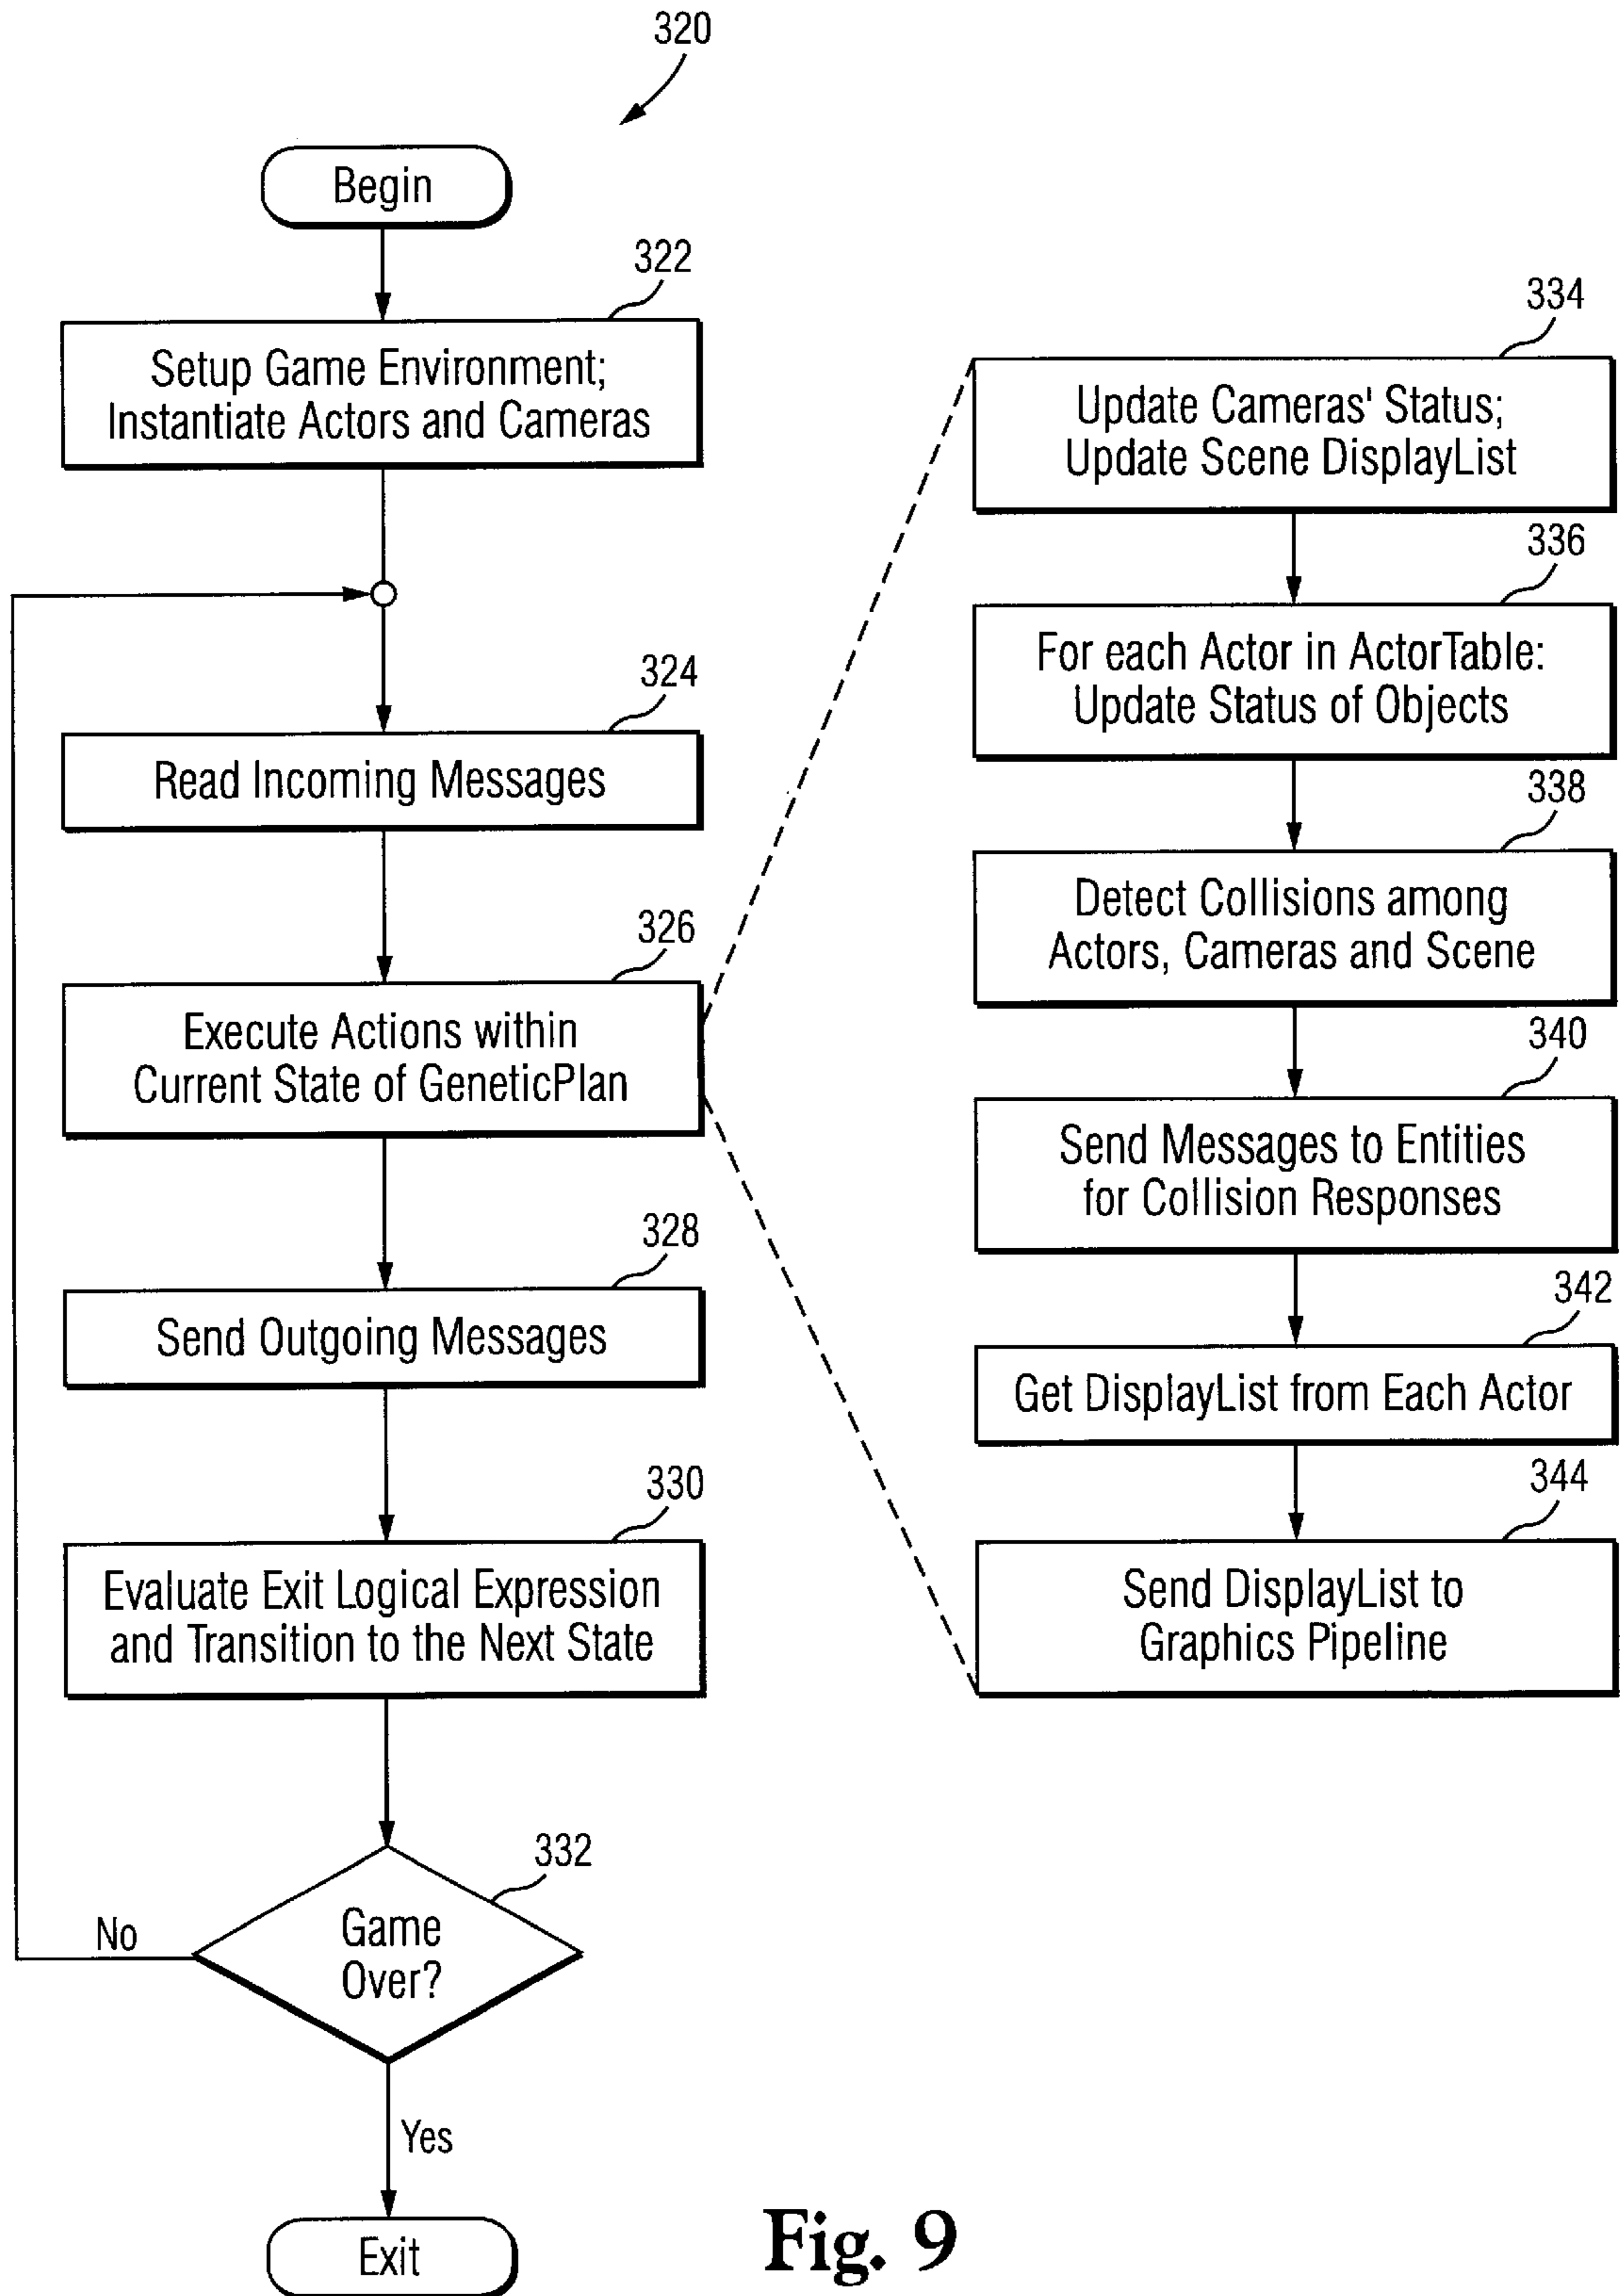 320
Begin
322
Setup Game Environment;
Instantiate Actors and Cameras
324
Read Incoming Messages
326
Execute Actions within
Current State of GeneticPlan
328
Send Outgoing Messages
330
Evaluate Exit Logical Expression
and Transition to the Next State
332
Game
Over?
No
Yes
Exit
334
Update Cameras' Status;
Update Scene DisplayList
336
For each Actor in ActorTable:
Update Status of Objects
338
Detect Collisions among
Actors, Cameras and Scene
340
Send Messages to Entities
for Collision Responses
342
Get DisplayList from Each Actor
344
Send DisplayList to
Graphics Pipeline
Fig. 9